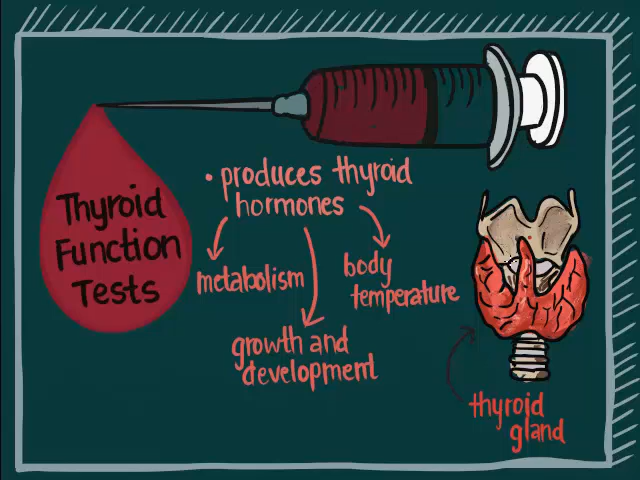 Thyroid
Function
Tests
• produces thyroid
hormones
metabolism
body
temperature
growth and
development
thyroid
gland